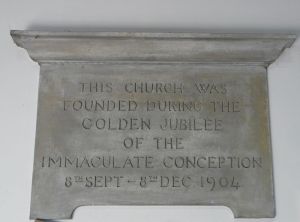 THIS CHURCH WAS
FOUNDED DURING THE
GOLDEN JUBILEE
OF THE
IMMACULATE CONCEPTION
8TH SEPT – 8TH DEC. 1904